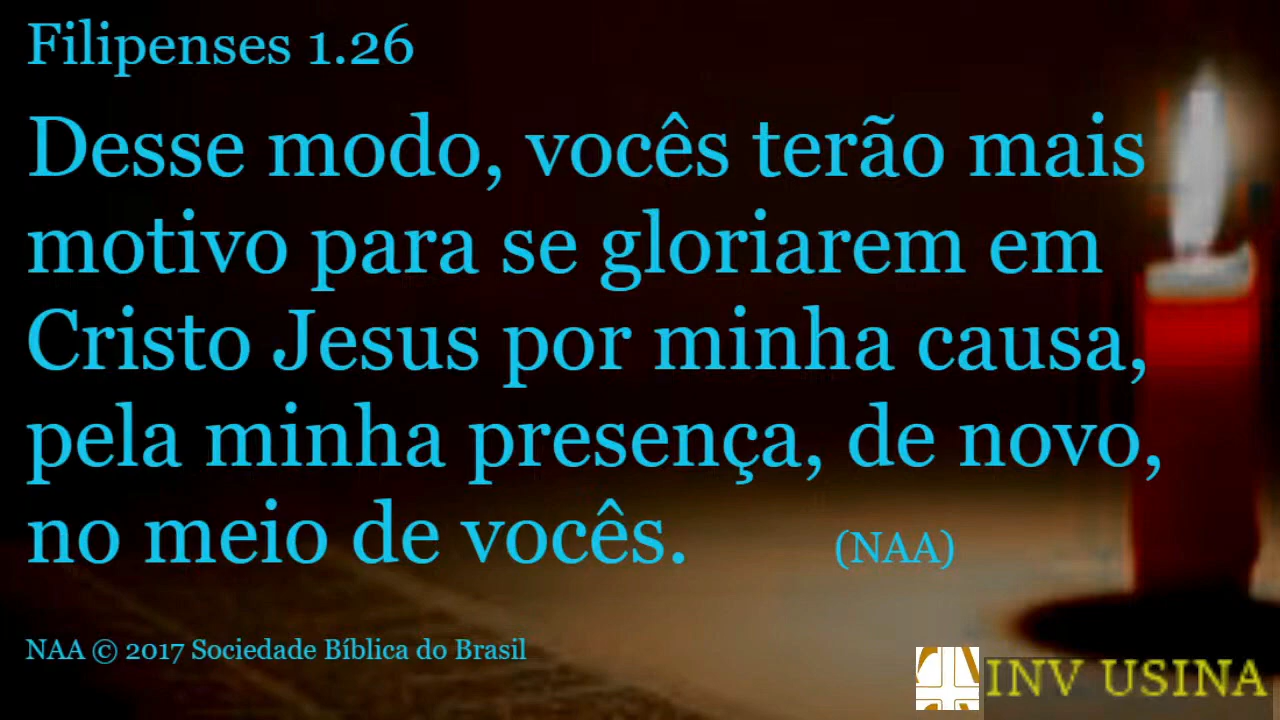 Filipenses 1.26
Desse modo, vocês terão mais
motivo para se gloriarem em
Cristo Jesus por minha causa,
pela minha presença, de novo,
no meio de vocês. (NAA)
NAA © 2017 Sociedade Bíblica do Brasil
INV USINA